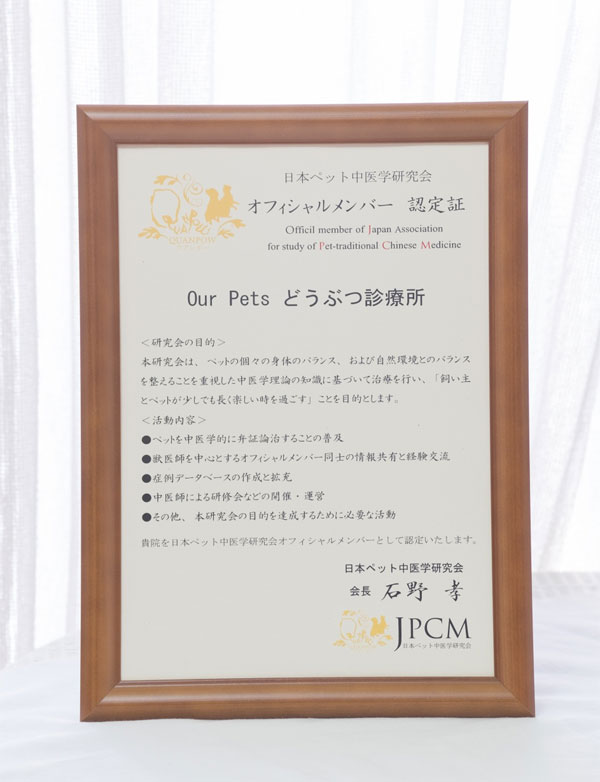 日本ペット中医学研究会
オフィシャルメンバー 認定証
Officil member of Japan Association
for study of Pet-traditional Chinese Medicine
QUANPOW
Our Pets どうぶつ診療所
＜研究会の目的＞
本研究会は、ペットの個々の身体のバランス、および自然環境とのバランス
を整えることを重視した中医学理論の知識に基づいて治療を行い、「飼い主
とペットが少しでも長く楽しい時を過ごす」ことを目的とします。
＜活動内容＞
●ペットを中医学的に弁証論治することの普及
●獣医師を中心とするオフィシャルメンバー同士の情報共有と経験交流
●症例データベースの作成と拡充
●中医師による研修会などの開催・運営
●その他、本研究会の目的を達成するために必要な活動
貴院を日本ペット中医学研究会オフィシャルメンバーとして認定いたします。
日本ペット中医学研究会
会長 石野 孝
JPCM
日本ペット中医学研究会